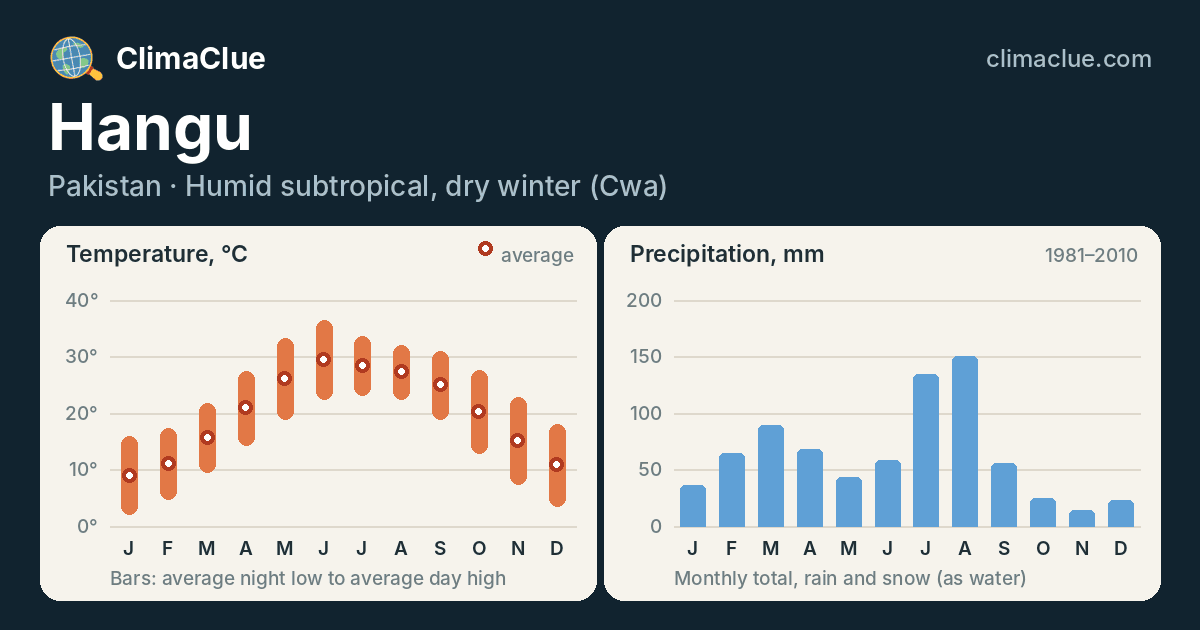 ClimaClue
climaclue.com
Hangu
Pakistan · Humid subtropical, dry winter (Cwa)
Temperature, °C
average
40°
30°
20°
10°
0°
J F M A M J J A S O N D
Bars: average night low to average day high
Precipitation, mm
1981–2010
200
150
100
50
0
J F M A M J J A S O N D
Monthly total, rain and snow (as water)